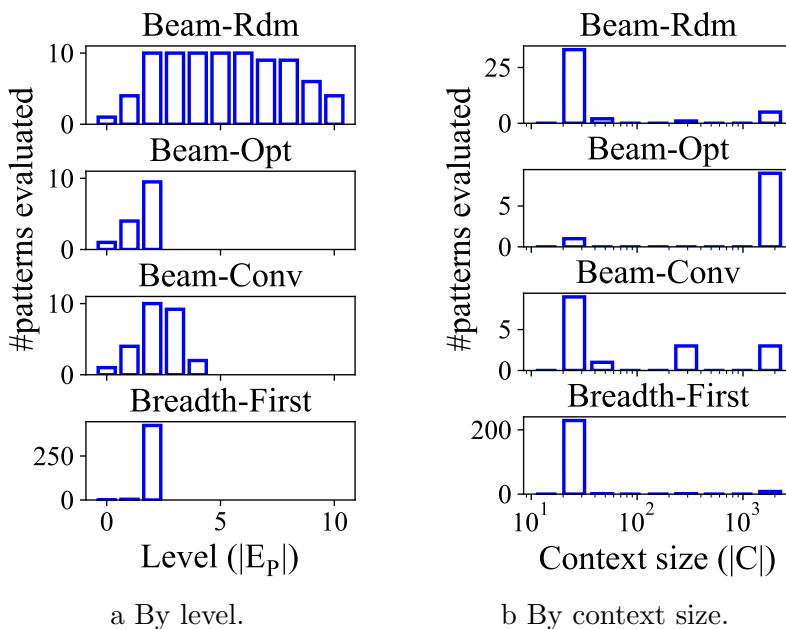 Beam-Rdm
10
0
Beam-Opt
10
0
Beam-Conv
10
0
Breadth-First
250
0
0 5 10
Level (|E_P|)
#patterns evaluated
a By level.
Beam-Rdm
25
0
Beam-Opt
5
0
Beam-Conv
5
0
Breadth-First
200
0
10^1 10^2 10^3
Context size (|C|)
#patterns evaluated
b By context size.